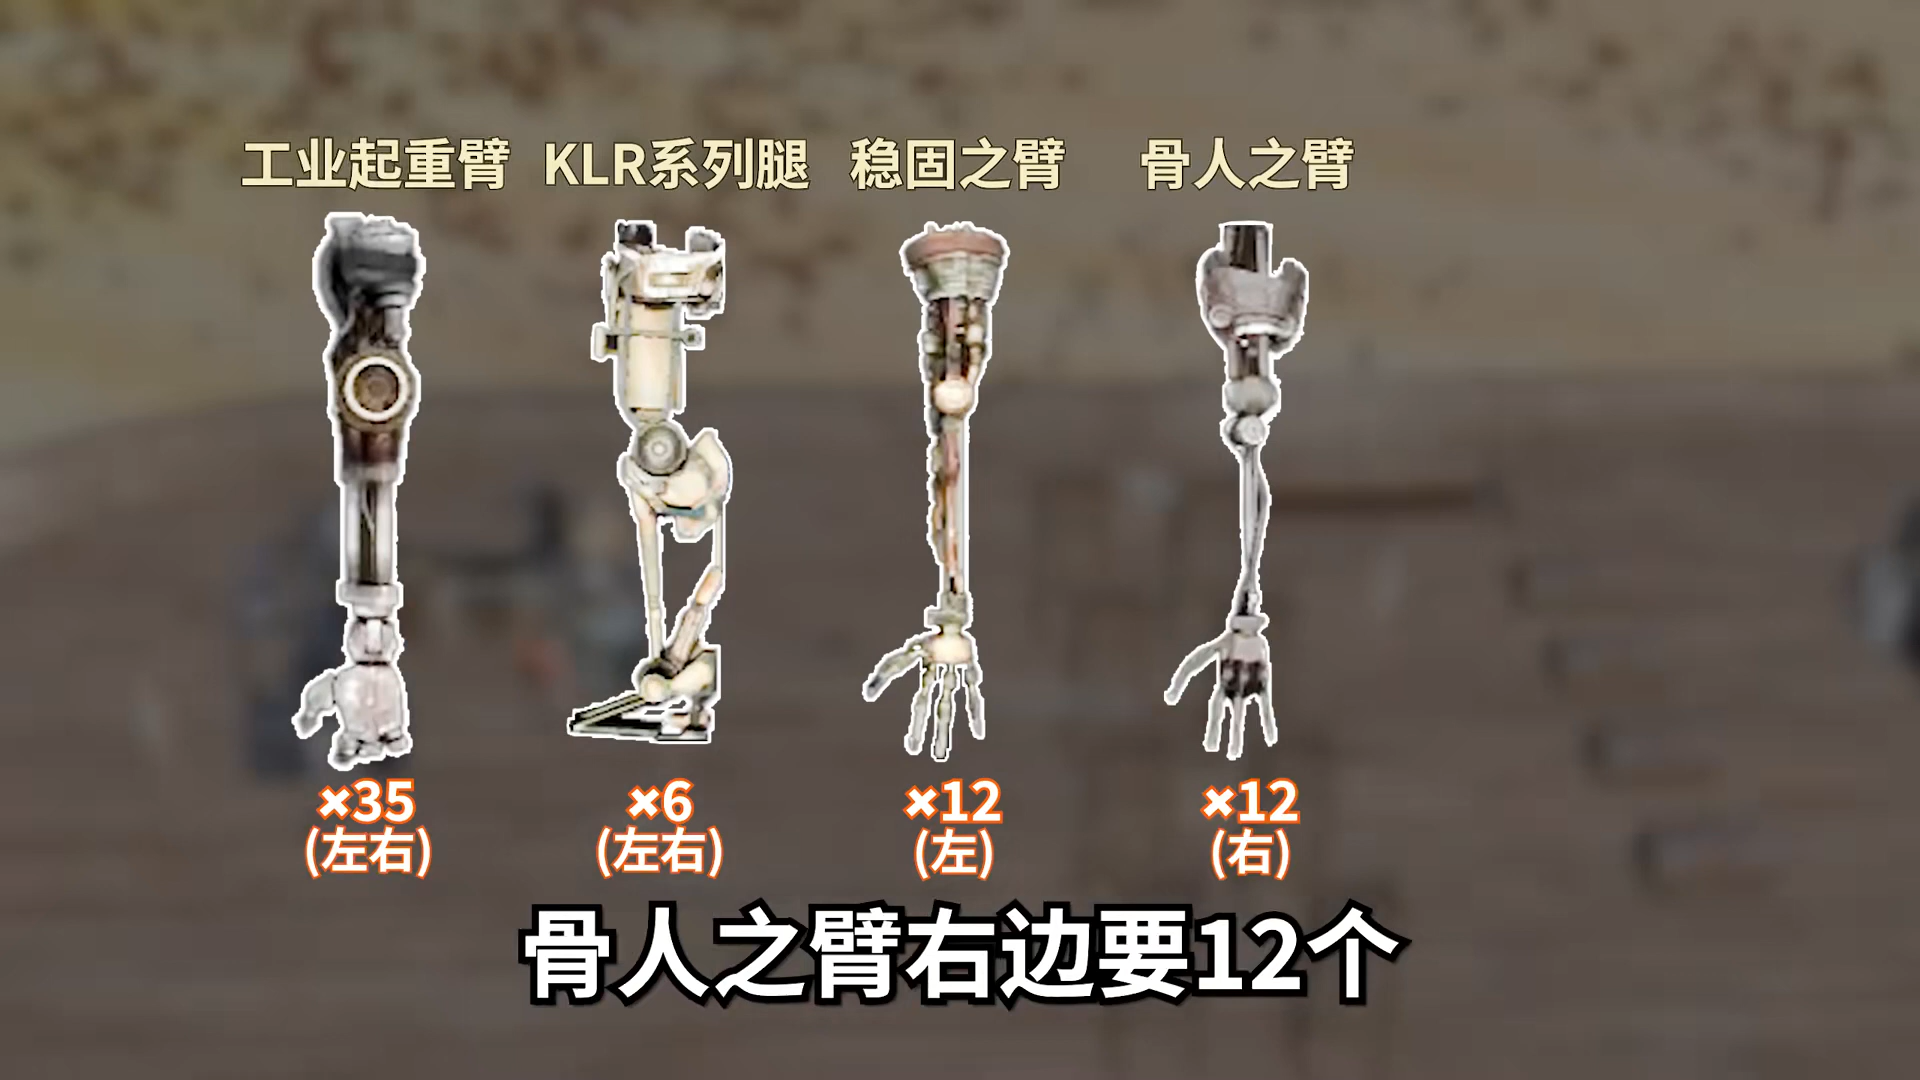 工业起重臂 KLR系列腿 稳固之臂 骨人之臂
×35 ×6 ×12 ×12
(左右) (左右) (左) (右)
骨人之臂右边要12个